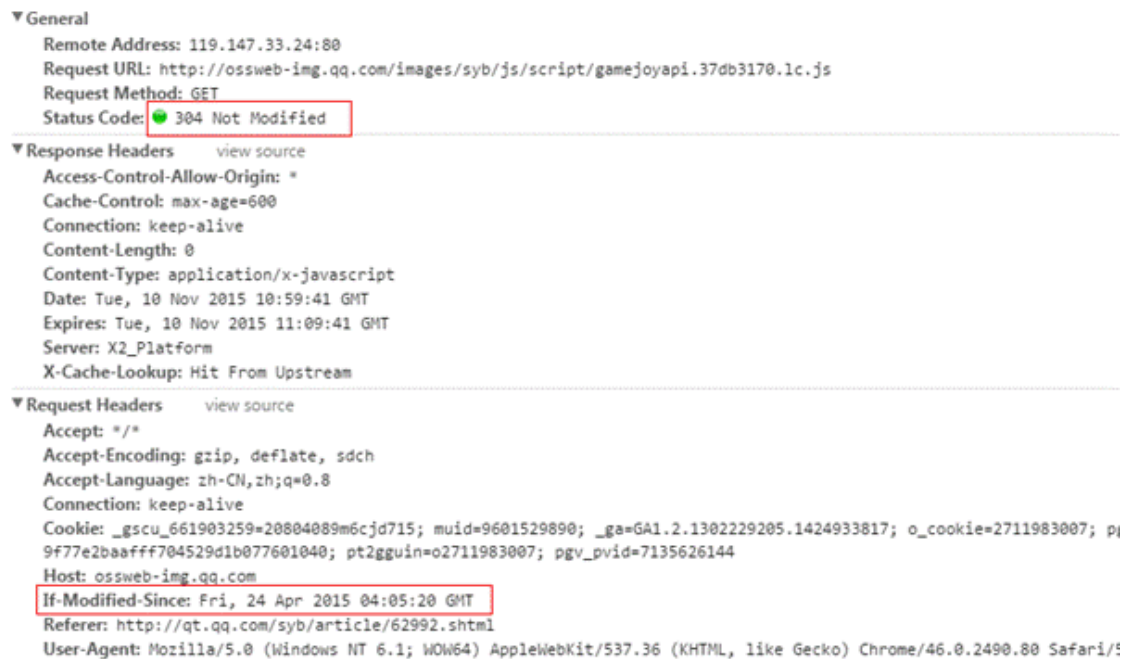 ▼General
Remote Address: 119.147.33.24:80
Request URL: http://ossweb-img.qq.com/images/syb/js/script/gamejoyapi.37db3170.lc.js
Request Method: GET
Status Code: 304 Not Modified
▼Response Headers view source
Access-Control-Allow-Origin: *
Cache-Control: max-age=600
Connection: keep-alive
Content-Length: 0
Content-Type: application/x-javascript
Date: Tue, 10 Nov 2015 10:59:41 GMT
Expires: Tue, 10 Nov 2015 11:09:41 GMT
Server: X2_Platform
X-Cache-Lookup: Hit From Upstream
▼Request Headers view source
Accept: */*
Accept-Encoding: gzip, deflate, sdch
Accept-Language: zh-CN,zh;q=0.8
Connection: keep-alive
Cookie: _gscu_661903259=20804089m6cjd715; muid=9601529890; _ga=GA1.2.1302229205.1424933817; o_cookie=2711983007;
9f77e2baafff704529d1b077601040; pt2gguin=o2711983007; pgv_pvid=7135626144
Host: ossweb-img.qq.com
If-Modified-Since: Fri, 24 Apr 2015 04:05:20 GMT
Referer: http://qt.qq.com/syb/article/62992.shtml
User-Agent: Mozilla/5.0 (Windows NT 6.1; WOW64) AppleWebKit/537.36 (KHTML, like Gecko) Chrome/46.0.2490.80 Safari/5